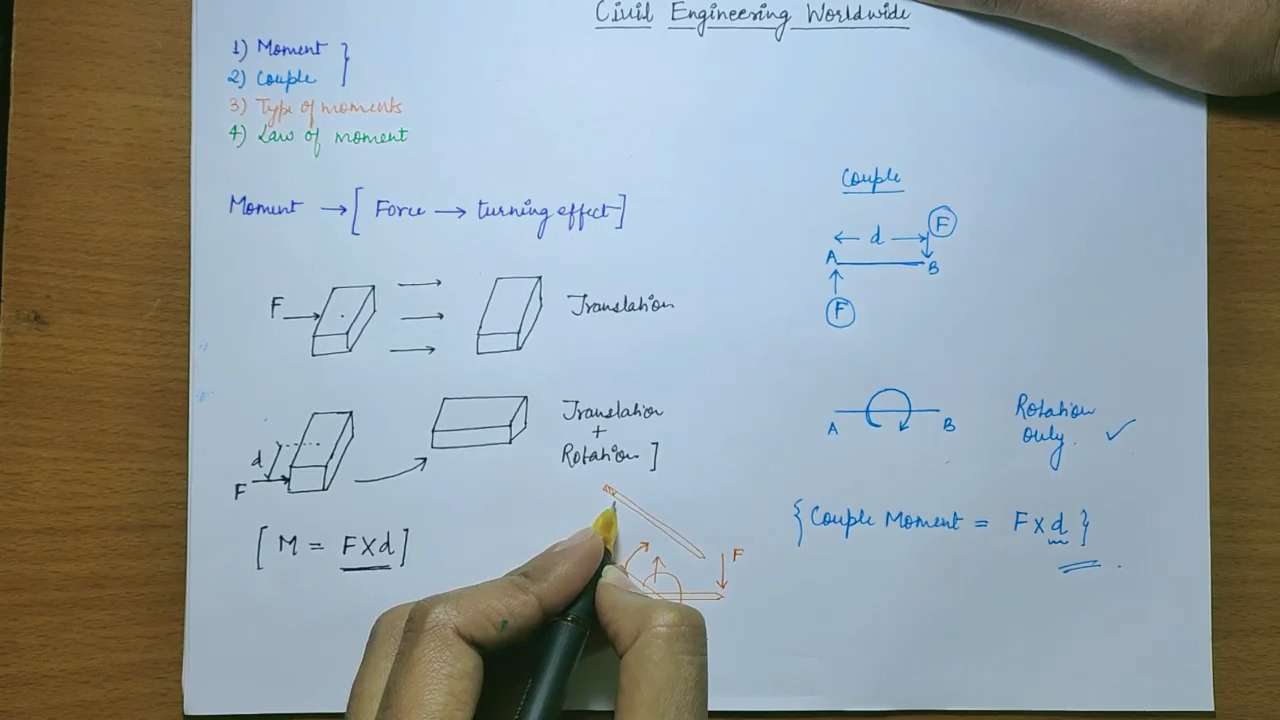 Civil Engineering Worldwide
1) Moment
2) Couple
3) Type of moments
4) Law of moment
Moment → [ Force → turning effect ]
F
Translation
d
F
Translation
+
Rotation ]
[ M = F×d ]
F
Couple
d
F
A
B
F
A
B
Rotation
only.
{ Couple Moment = F×d }